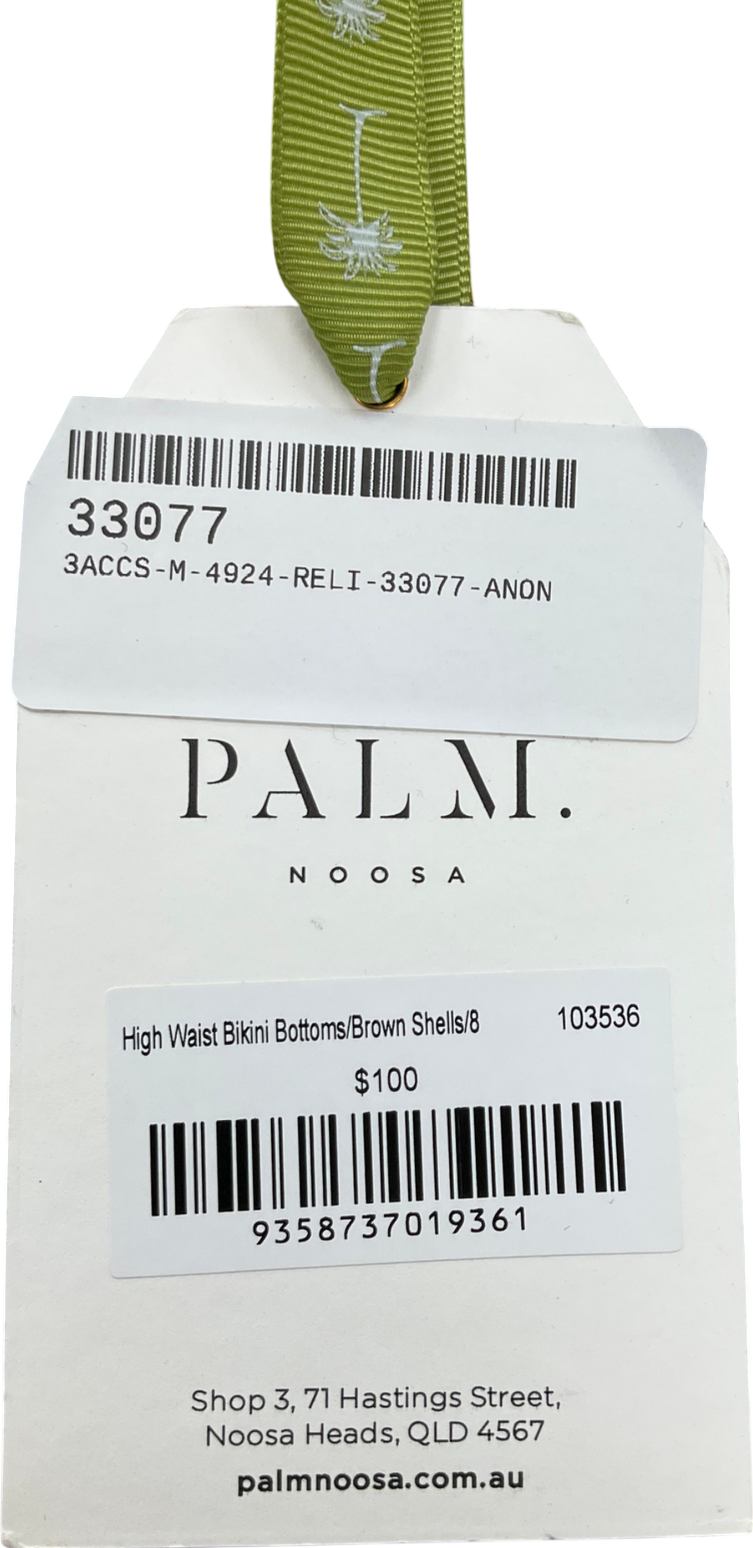 33077
3ACCS-M-4924-RELI-33077-ANON
PALM.
NOOSA
High Waist Bikini Bottoms/Brown Shells/8 103536
$100
9358737019361
Shop 3, 71 Hastings Street,
Noosa Heads, QLD 4567
palmnoosa.com.au